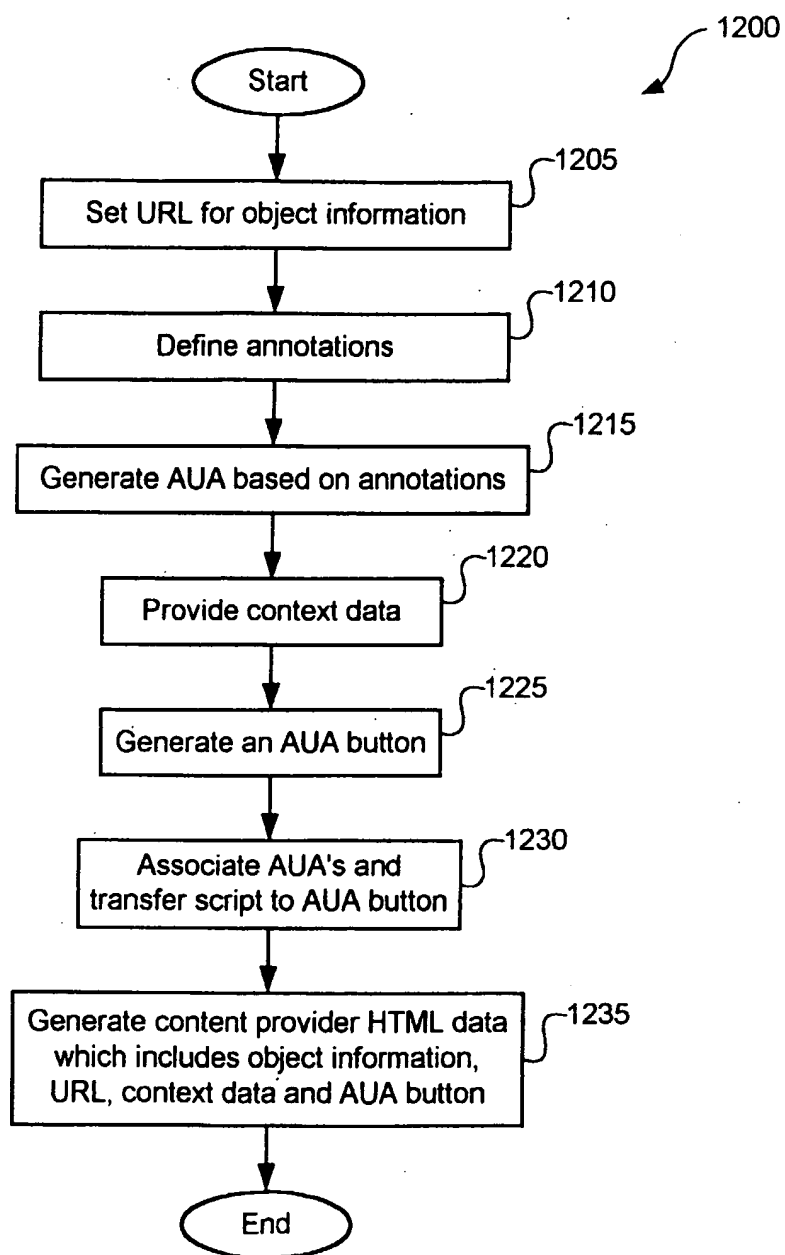 1200
Start
1205
Set URL for object information
1210
Define annotations
1215
Generate AUA based on annotations
1220
Provide context data
1225
Generate an AUA button
1230
Associate AUA's and
transfer script to AUA button
1235
Generate content provider HTML data
which includes object information,
URL, context data and AUA button
End